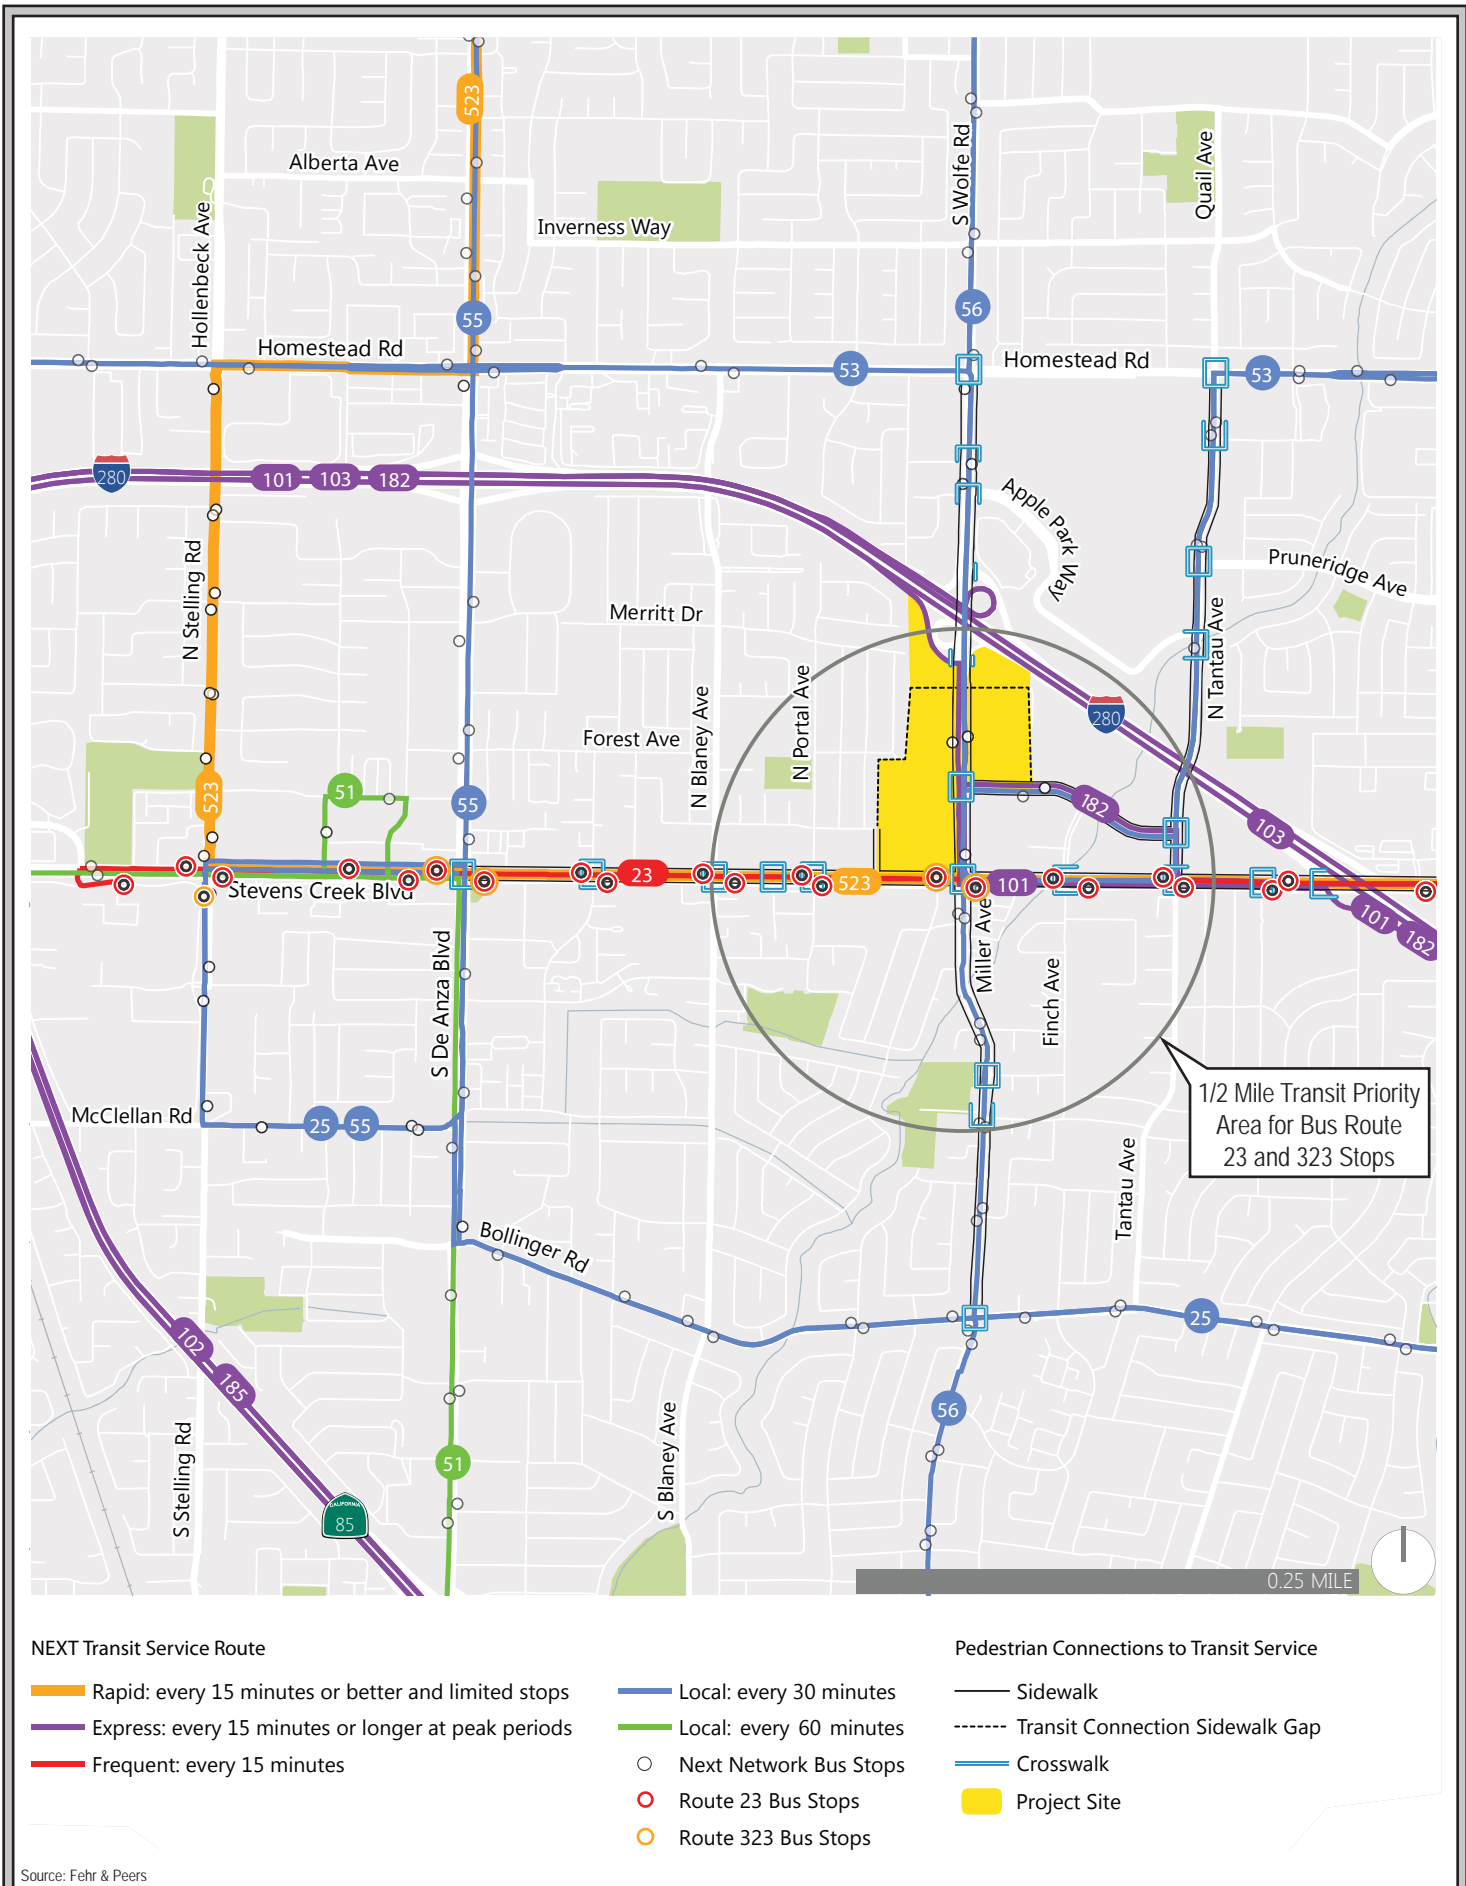 523
Alberta Ave
S Wolfe Rd
Quail Ave
Hollenbeck Ave
Inverness Way
55
56
Homestead Rd
53
Homestead Rd
53
280
101
103
182
Apple Park Way
N Stelling Rd
Pruneridge Ave
Merritt Dr
N Tantau Ave
N Portal Ave
N Blaney Ave
280
Forest Ave
523
51
55
182
103
23
523
101
Stevens Creek Blvd
101
182
Miller Ave
S De Anza Blvd
Finch Ave
McClellan Rd
25
55
1/2 Mile Transit Priority
Area for Bus Route
23 and 323 Stops
Tantau Ave
Bollinger Rd
25
102
185
56
S Stelling Rd
S Blaney Ave
51
CALIFORNIA
85
0.25 MILE
NEXT Transit Service Route
Rapid: every 15 minutes or better and limited stops
Express: every 15 minutes or longer at peak periods
Frequent: every 15 minutes
Local: every 30 minutes
Local: every 60 minutes
Next Network Bus Stops
Route 23 Bus Stops
Route 323 Bus Stops
Pedestrian Connections to Transit Service
Sidewalk
Transit Connection Sidewalk Gap
Crosswalk
Project Site
Source: Fehr & Peers